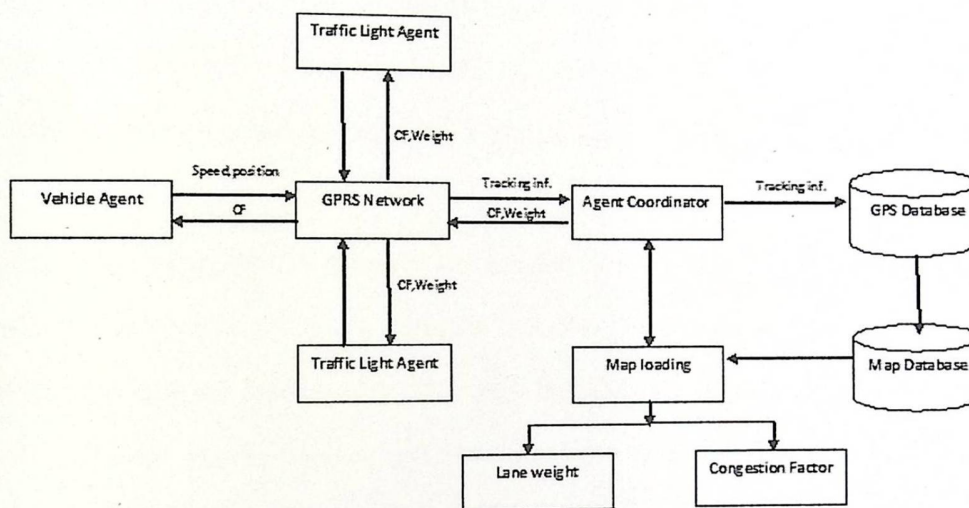 Traffic Light Agent
CF,Weight
Speed,position
Tracking inf.
Tracking inf.
Vehicle Agent
GPRS Network
Agent Coordinator
GPS Database
CF
CF,Weight
CF,Weight
Traffic Light Agent
Map loading
Map Database
Lane weight
Congestion Factor